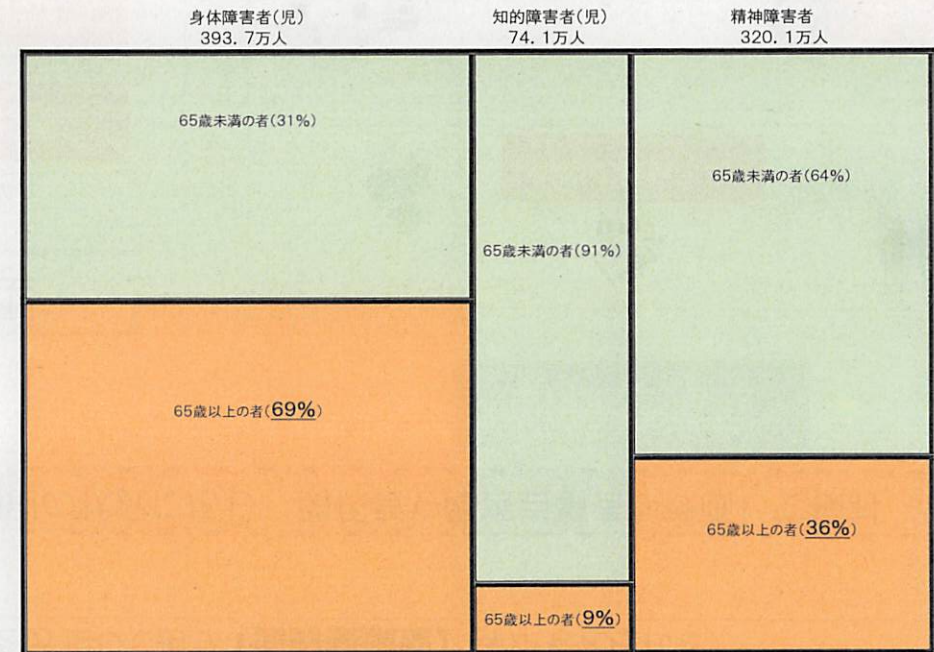 身体障害者(児)
393.7万人
知的障害者(児)
74.1万人
精神障害者
320.1万人
65歳未満の者(31%)
65歳未満の者(91%)
65歳未満の者(64%)
65歳以上の者(69%)
65歳以上の者(9%)
65歳以上の者(36%)